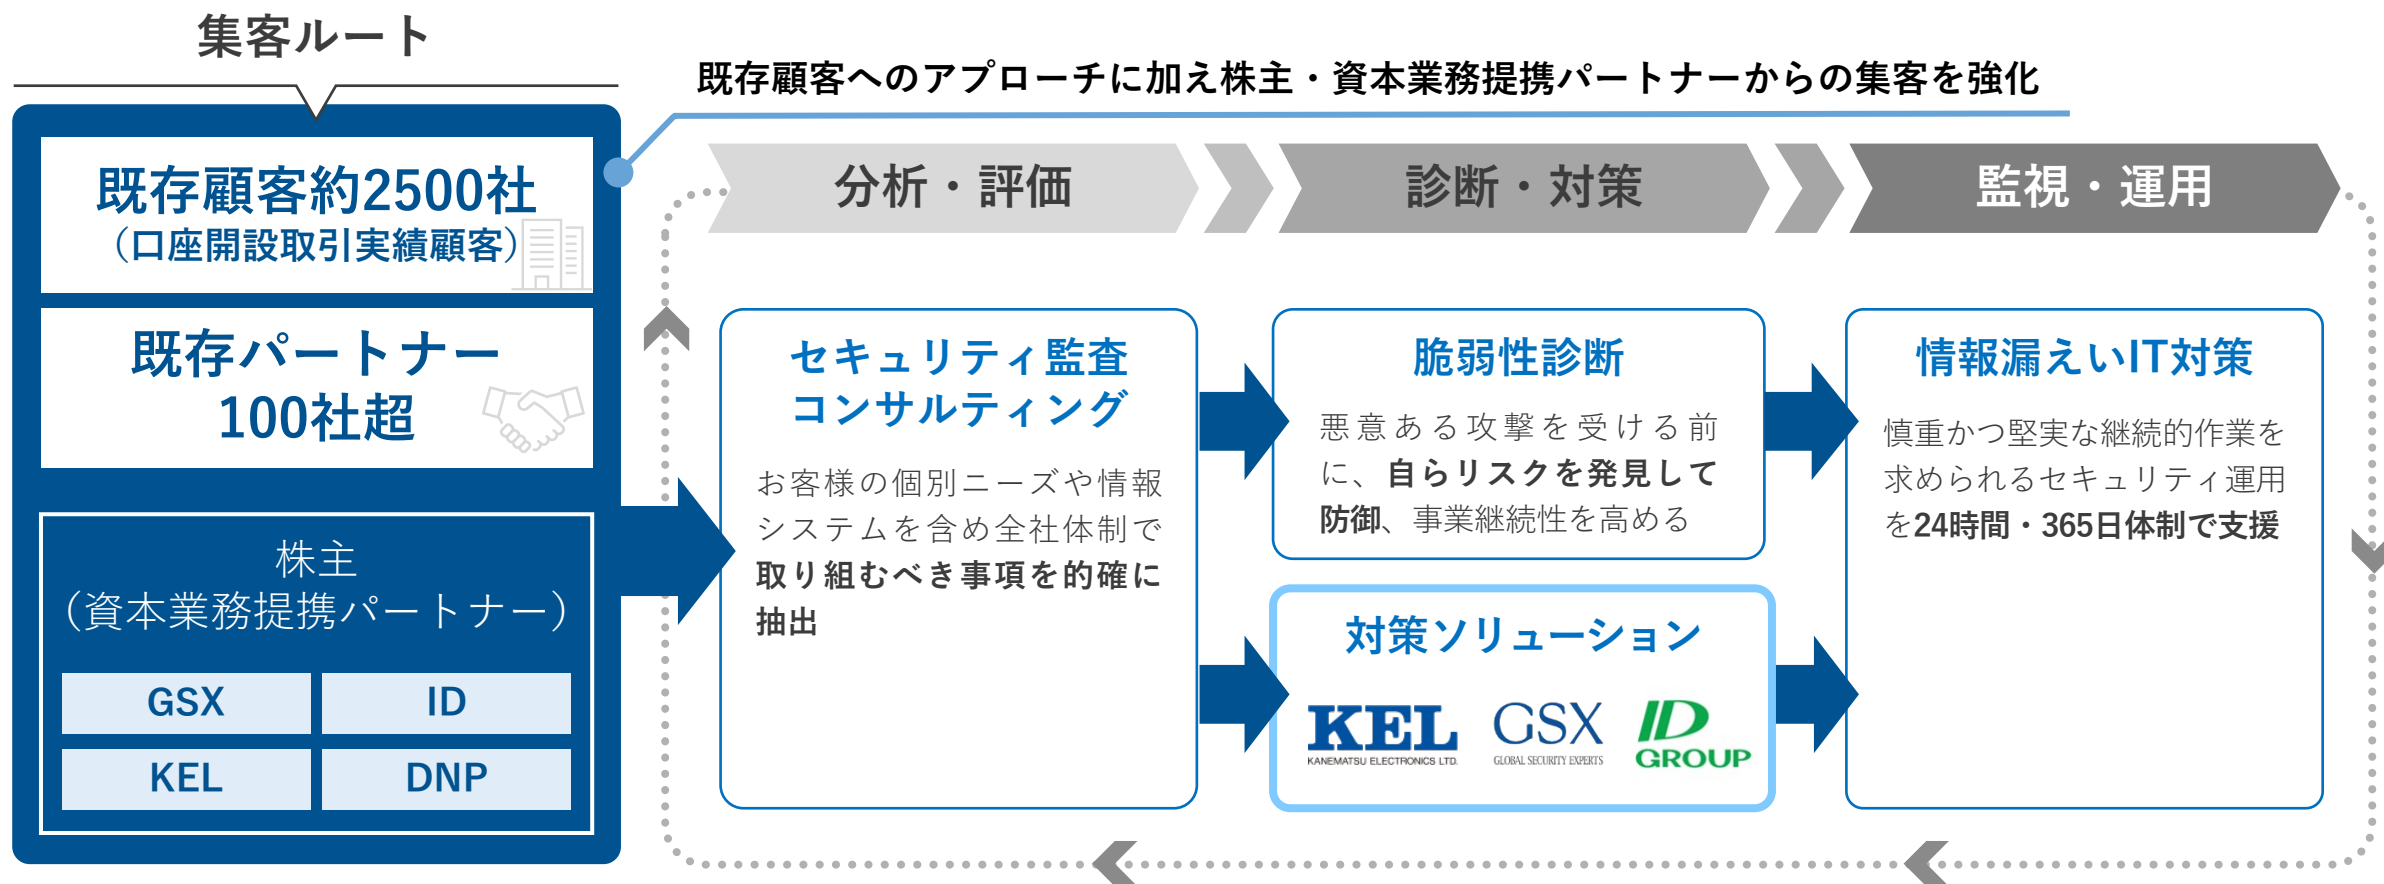 集客ルート
既存顧客へのアプローチに加え株主・資本業務提携パートナーからの集客を強化
既存顧客約2500社
（口座開設取引実績顧客）
既存パートナー
100社超
株主
（資本業務提携パートナー）
GSX
ID
KEL
DNP
分析・評価
診断・対策
監視・運用
セキュリティ監査
コンサルティング
お客様の個別ニーズや情報
システムを含め全社体制で
取り組むべき事項を的確に
抽出
脆弱性診断
悪意ある攻撃を受ける前
に、自らリスクを発見して
防御、事業継続性を高める
対策ソリューション
KEL
KANEMATSU ELECTRONICS LTD.
GSX
GLOBAL SECURITY EXPERTS
ID
GROUP
情報漏えいIT対策
慎重かつ堅実な継続的作業を
求められるセキュリティ運用
を24時間・365日体制で支援